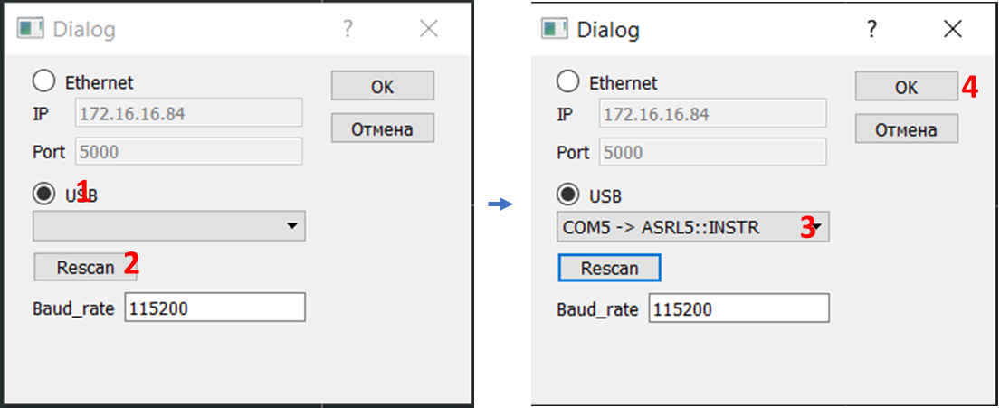 Dialog ?
Ethernet OK
IP 172.16.16.84
Отмена
Port 5000
USB 1
Rescan 2
Baud_rate 115200
Dialog ?
Ethernet OK 4
IP 172.16.16.84
Отмена
Port 5000
USB
COM5 -> ASRL5::INSTR 3
Rescan
Baud_rate 115200